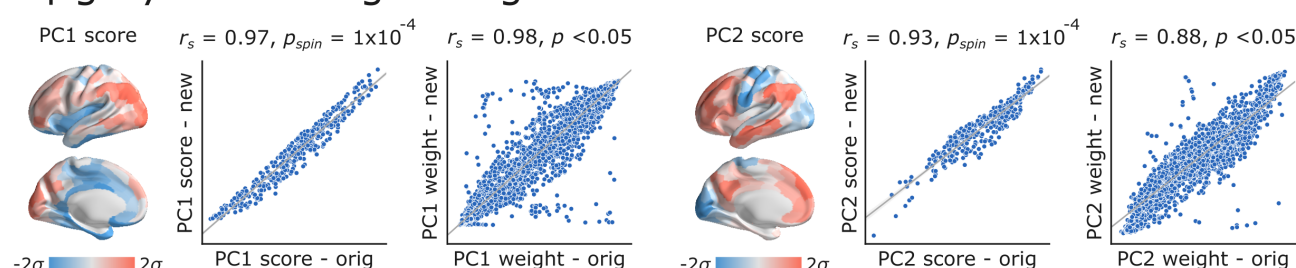 PC1 score
r_s = 0.97, p_spin = 1x10^-4
r_s = 0.98, p <0.05
PC2 score
r_s = 0.93, p_spin = 1x10^-4
r_s = 0.88, p <0.05
PC1 score - new
PC1 weight - new
PC2 score - new
PC2 weight - new
-2σ
2σ
PC1 score - orig
PC1 weight - orig
-2σ
2σ
PC2 score - orig
PC2 weight - orig